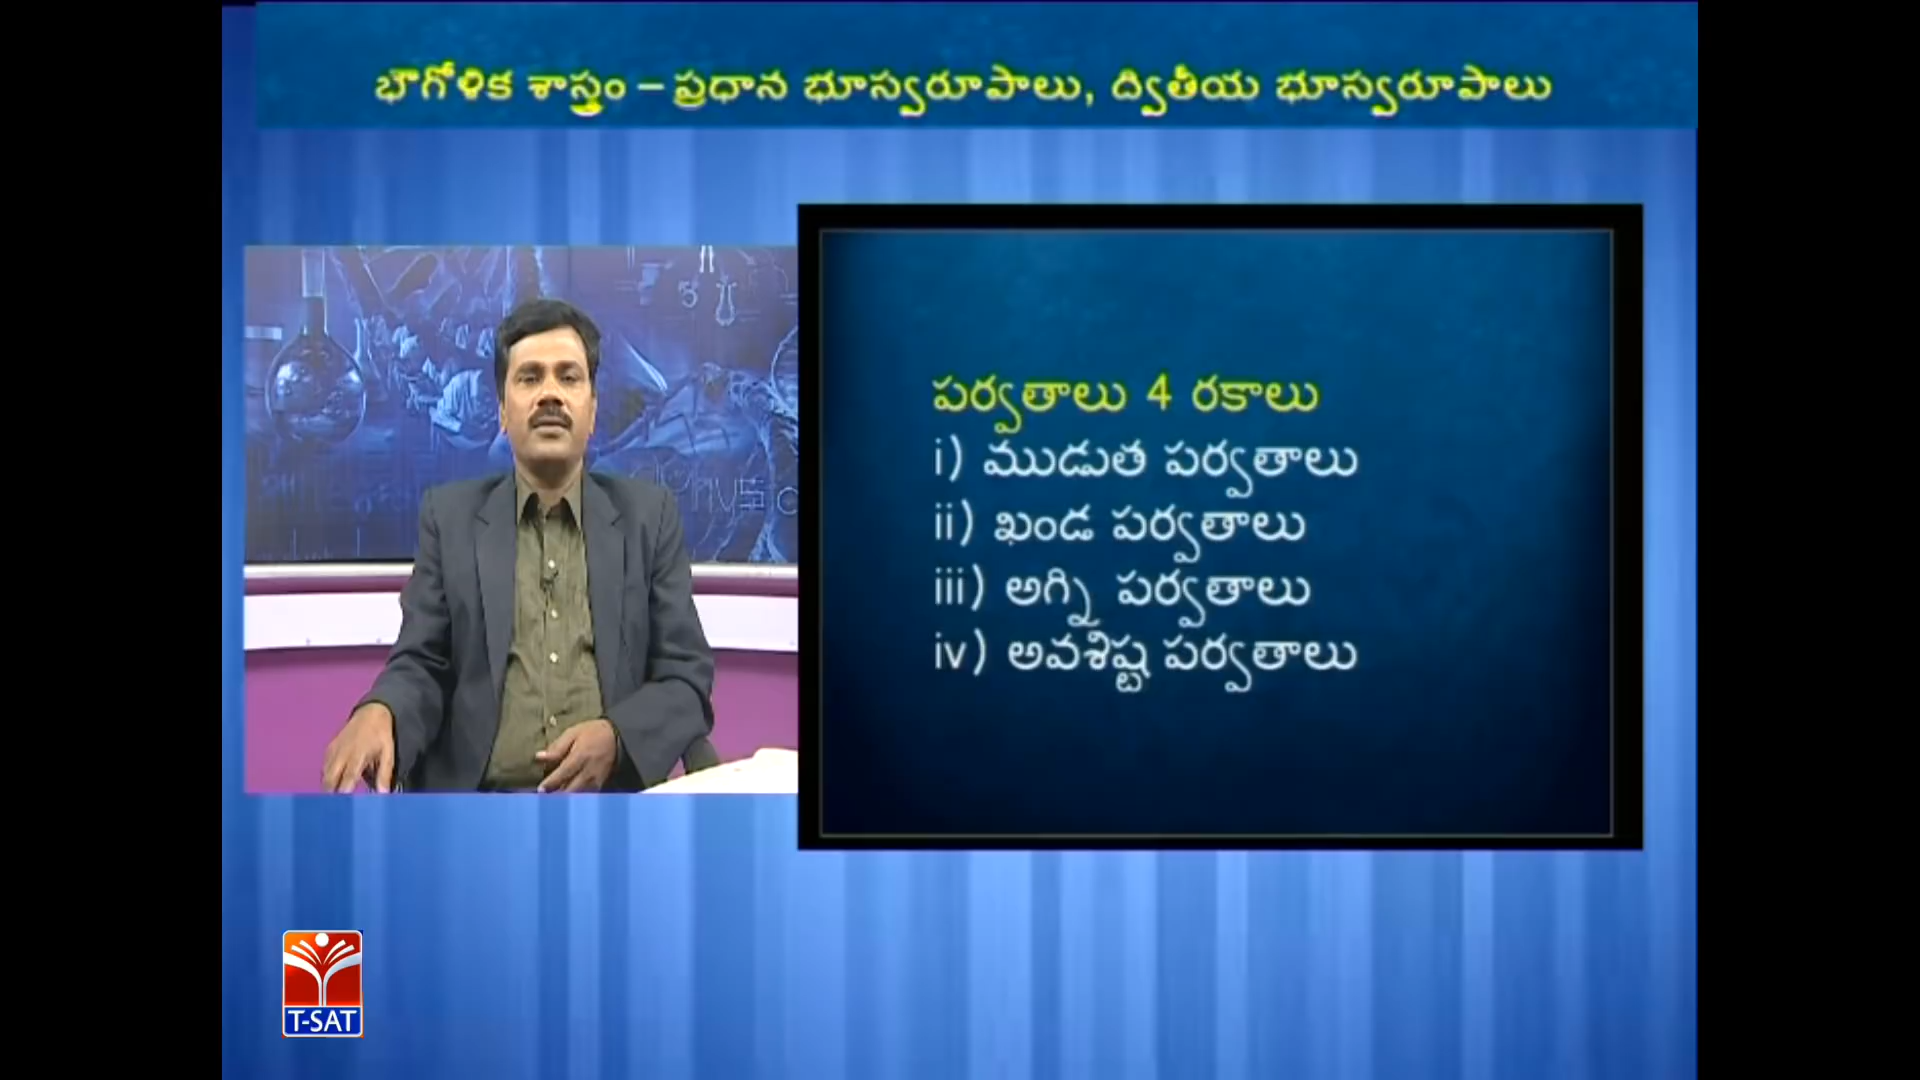 భౌగోళిక శాస్త్రం – ప్రధాన భూస్వరూపాలు, ద్వితీయ భూస్వరూపాలు
పర్వతాలు 4 రకాలు
i) ముడుత పర్వతాలు
ii) ఖండ పర్వతాలు
iii) అగ్ని పర్వతాలు
iv) అవశిష్ట పర్వతాలు
T-SAT